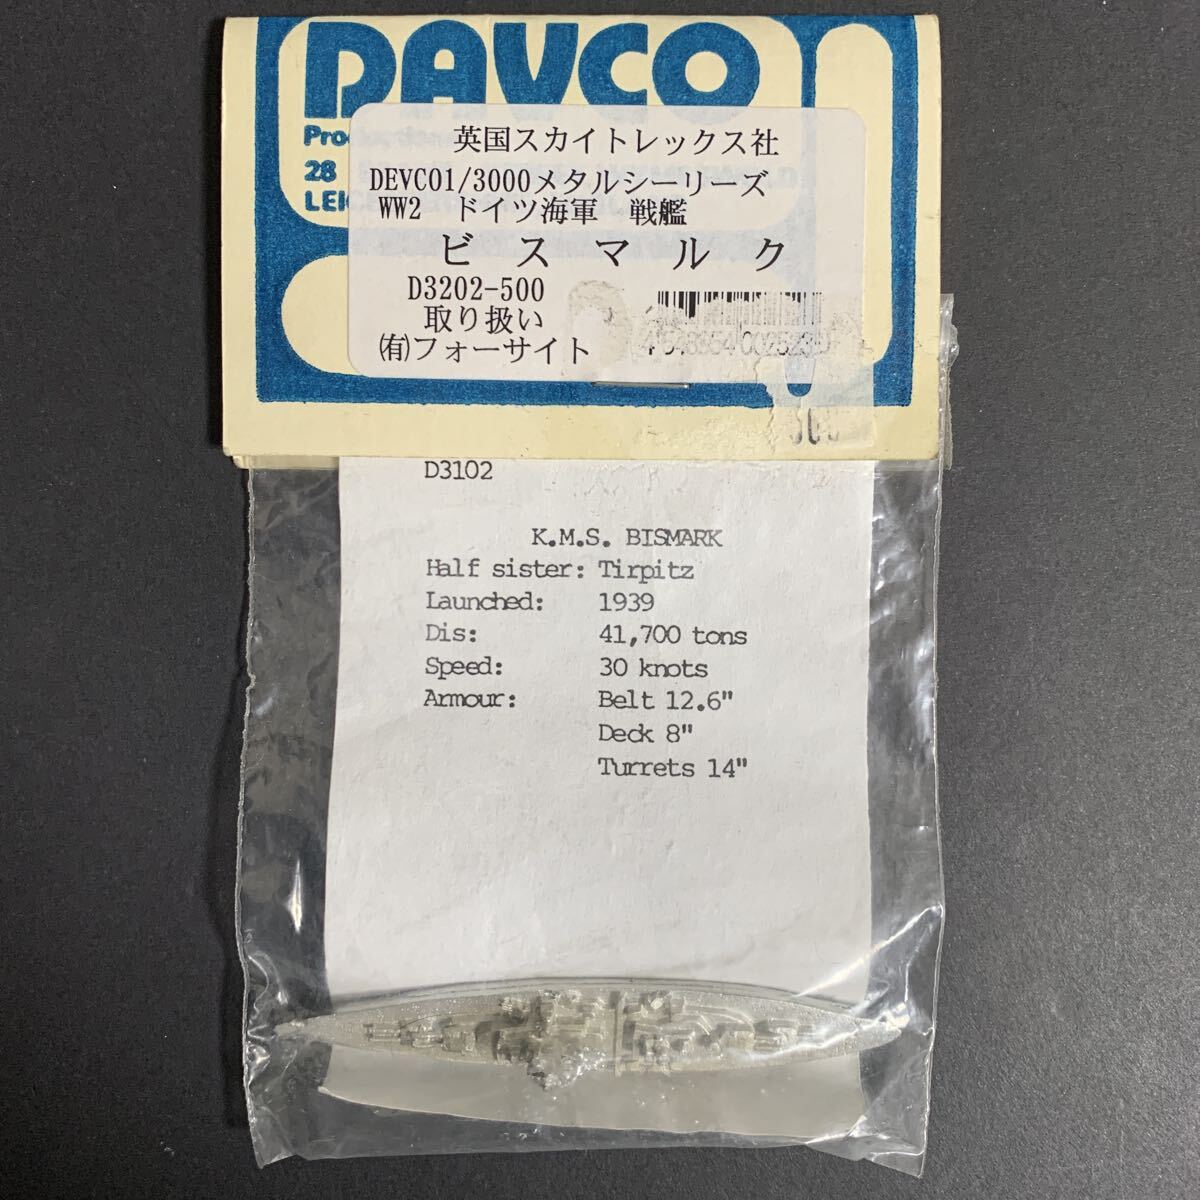 DAVCO
英国スカイトレックス社
28
DEVCO1/3000メタルシーリーズ
WW2 ドイツ海軍 戦艦
ビスマルク
D3202-500
取り扱い
㈲フォーサイト
D3102
K.M.S. BISMARK
Half sister: Tirpitz
Launched: 1939
Dis: 41,700 tons
Speed: 30 knots
Armour: Belt 12.6"
Deck 8"
Turrets 14"